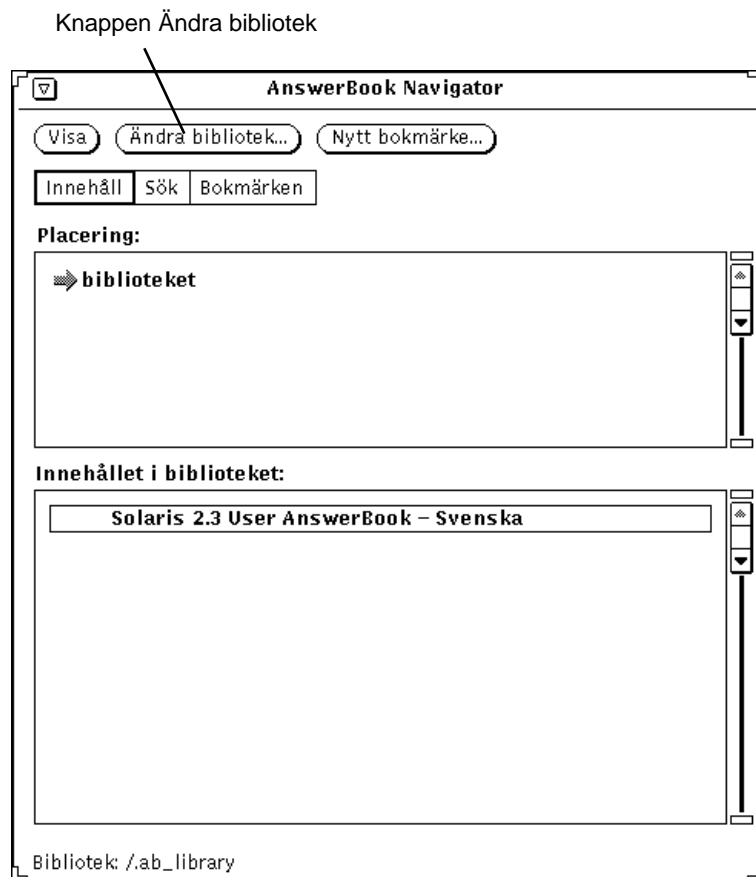 Knappen Ändra bibliotek
AnswerBook Navigator
Visa Ändra bibliotek... Nytt bokmärke...
Innehåll Sök Bokmärken
Placering:
biblioteket
Innehållet i biblioteket:
Solaris 2.3 User AnswerBook – Svenska
Bibliotek: /.ab_library